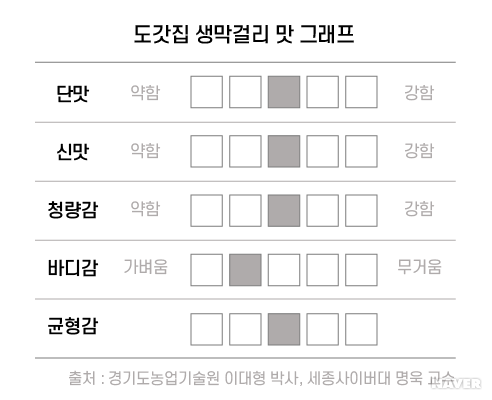 도갓집 생막걸리 맛 그래프
단맛 약함 강함
신맛 약함 강함
청량감 약함 강함
바디감 가벼움 무거움
균형감
출처 : 경기도농업기술원 이대형 박사, 세종사이버대 명욱 교수
NAVER